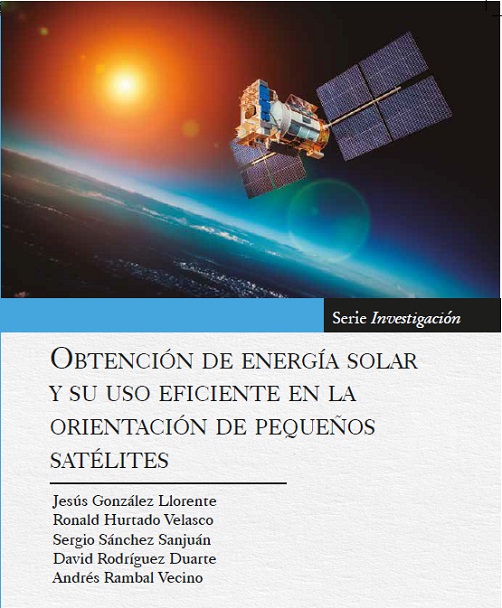 Serie Investigación
OBTENCIÓN DE ENERGÍA SOLAR
Y SU USO EFICIENTE EN LA
ORIENTACIÓN DE PEQUEÑOS
SATÉLITES
Jesús González Llorente
Ronald Hurtado Velasco
Sergio Sánchez Sanjuán
David Rodríguez Duarte
Andrés Rambal Vecino